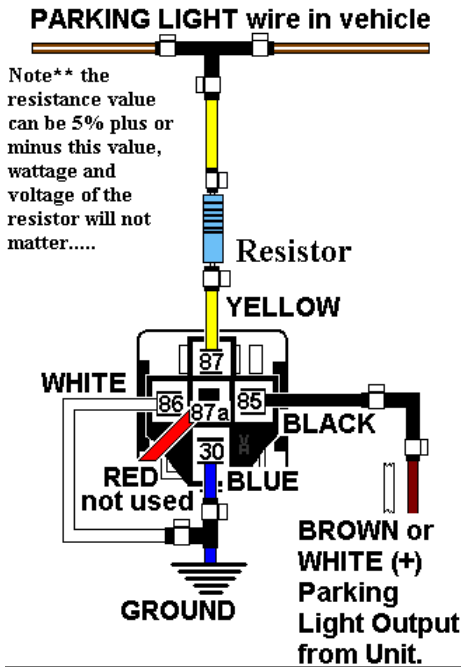 PARKING LIGHT wire in vehicle
Note** the
resistance value
can be 5% plus or
minus this value,
wattage and
voltage of the
resistor will not
matter.....
Resistor
YELLOW
87
WHITE
86
87a
85
BLACK
30
RED
not used
BLUE
GROUND
BROWN or
WHITE (+)
Parking
Light Output
from Unit.